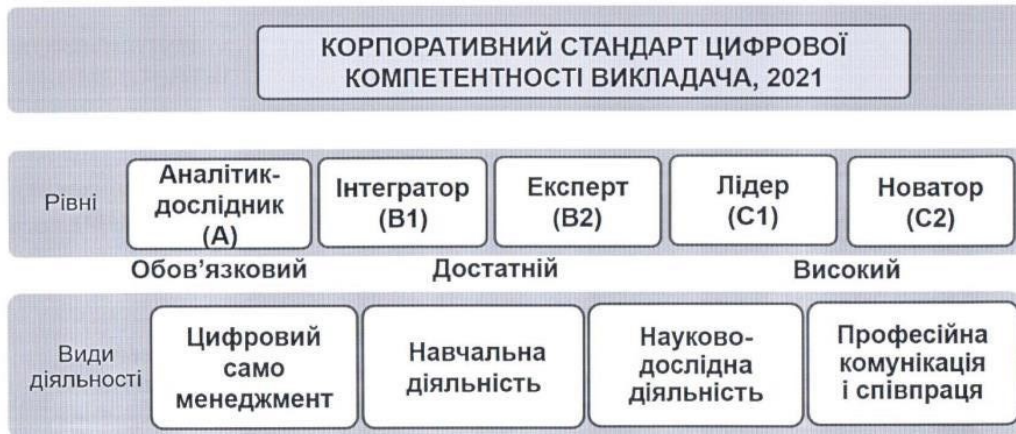 КОРПОРАТИВНИЙ СТАНДАРТ ЦИФРОВОЇ
КОМПЕТЕНТНОСТІ ВИКЛАДАЧА, 2021
Рівні
Аналітик-
дослідник
(А)
Інтегратор
(В1)
Експерт
(В2)
Лідер
(С1)
Новатор
(С2)
Обов’язковий
Достатній
Високий
Види
діяльності
Цифровий
само
менеджмент
Навчальна
діяльність
Науково-
дослідна
діяльність
Професійна
комунікація
і співпраця